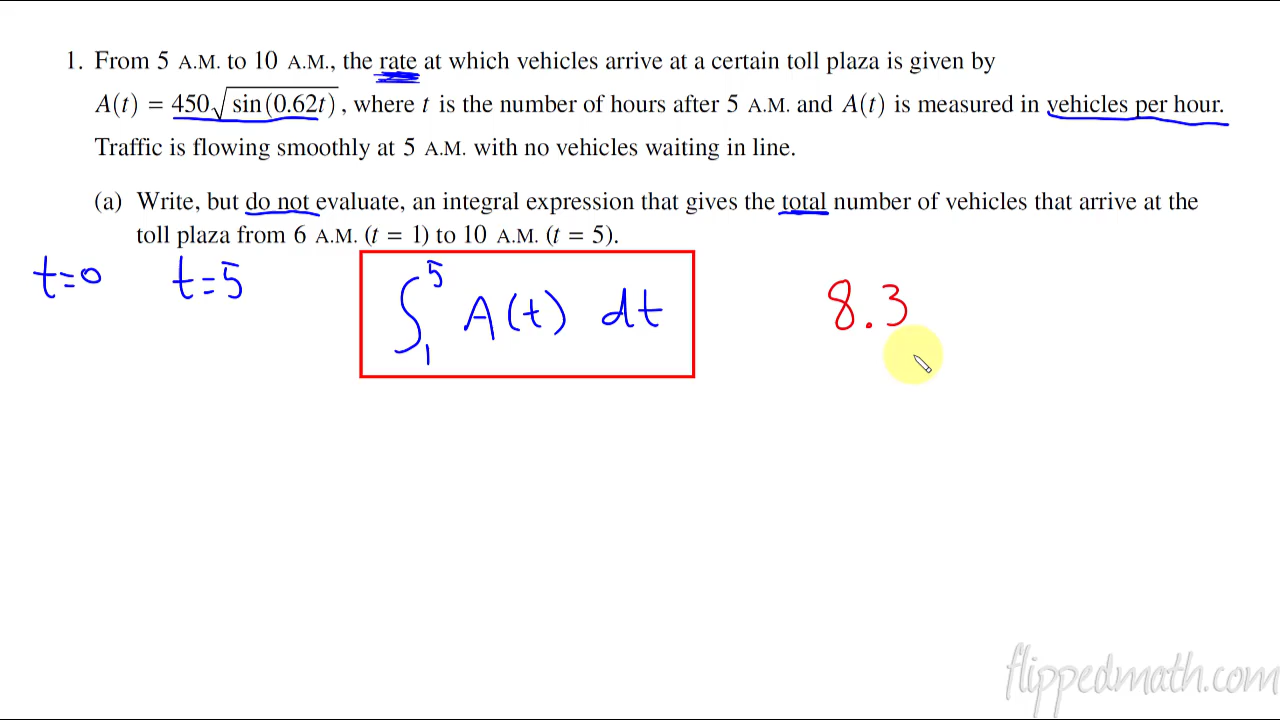 1. From 5 A.M. to 10 A.M., the rate at which vehicles arrive at a certain toll plaza is given by
A(t) = 450√sin(0.62t), where t is the number of hours after 5 A.M. and A(t) is measured in vehicles per hour.
Traffic is flowing smoothly at 5 A.M. with no vehicles waiting in line.
(a) Write, but do not evaluate, an integral expression that gives the total number of vehicles that arrive at the
toll plaza from 6 A.M. (t = 1) to 10 A.M. (t = 5).
t=0 t=5 ∫₁⁵ A(t) dt 8.3
flippedmath.com